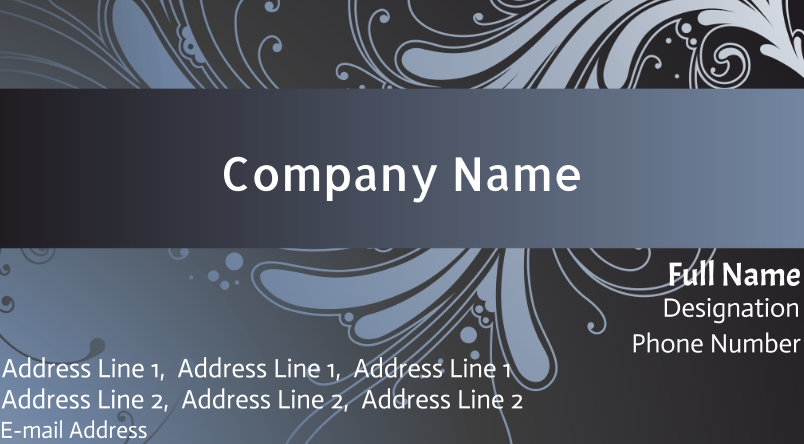 Company Name
Full Name
Designation
Phone Number
Address Line 1,  Address Line 1,  Address Line 1
Address Line 2,  Address Line 2,  Address Line 2
E-mail Address